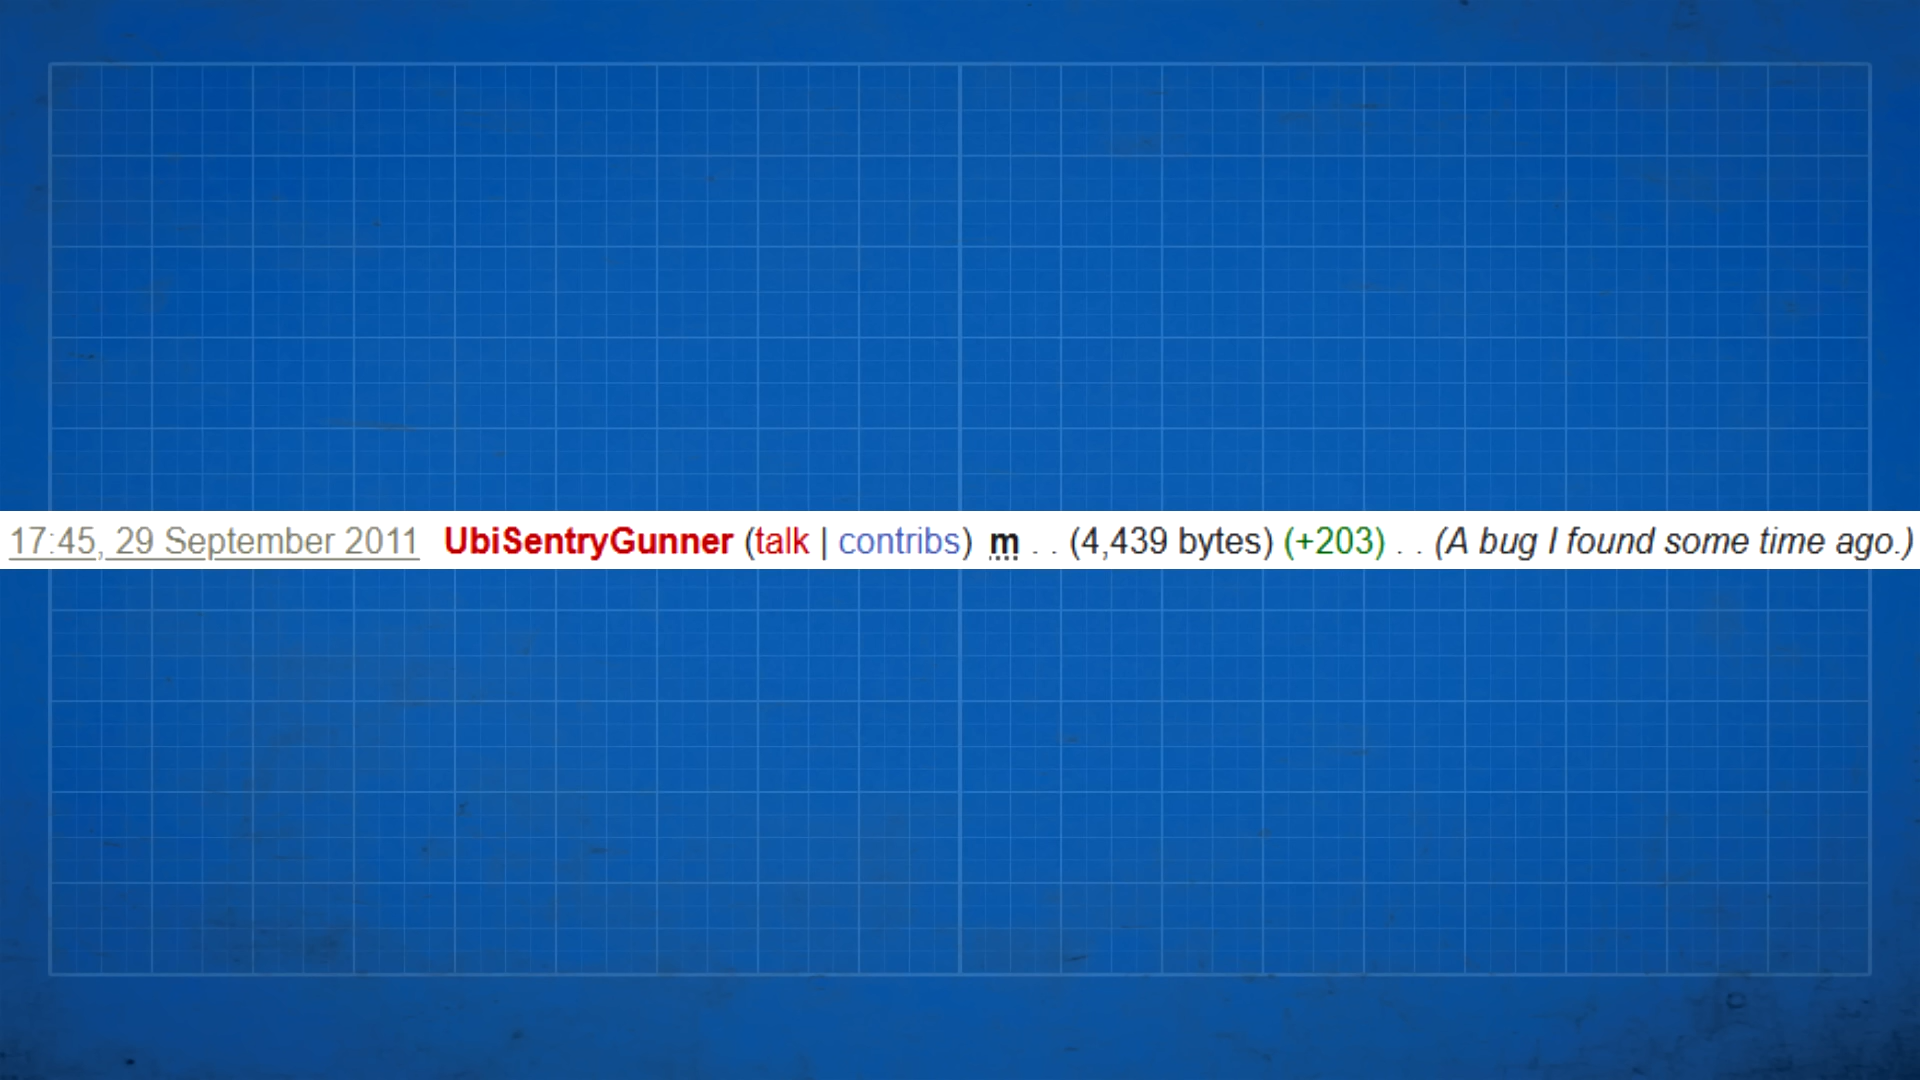 17:45, 29 September 2011 UbiSentryGunner (talk | contribs) m . . (4,439 bytes) (+203) . . (A bug I found some time ago.)